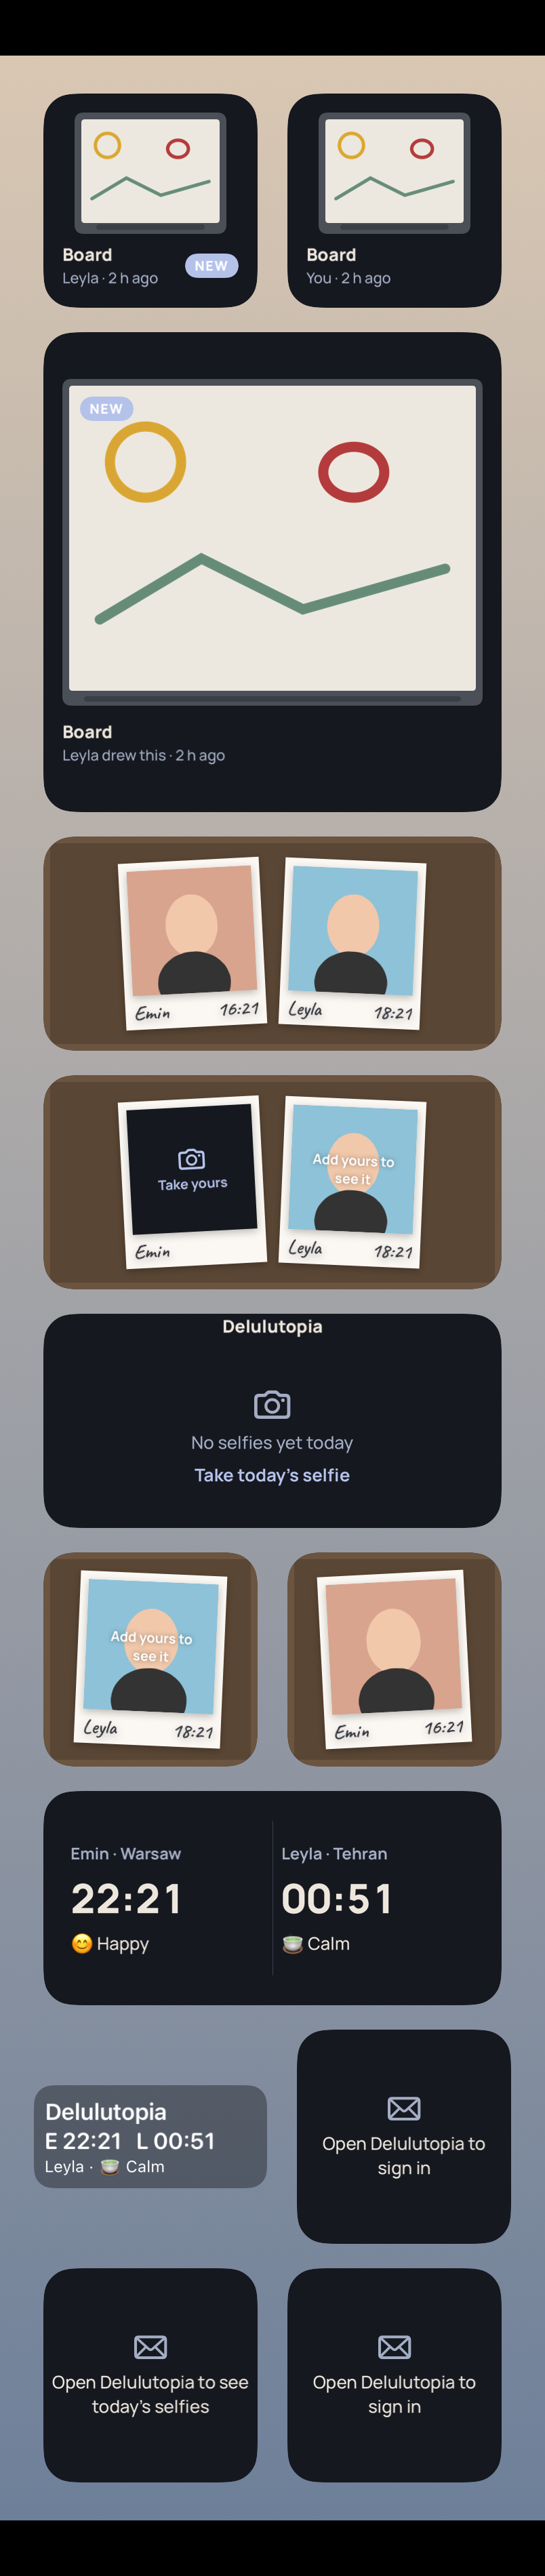 Board
Leyla · 2 h ago
NEW
Board
You · 2 h ago
NEW
Board
Leyla drew this · 2 h ago
Emin 16:21
Leyla 18:21
Take yours
Emin
Add yours to
see it
Leyla 18:21
Delulutopia
No selfies yet today
Take today's selfie
Add yours to
see it
Leyla 18:21
Emin 16:21
Emin · Warsaw
22:21
😊 Happy
Leyla · Tehran
00:51
🍵 Calm
Delulutopia
E 22:21 L 00:51
Leyla · 🍵 Calm
Open Delulutopia to
sign in
Open Delulutopia to see
today's selfies
Open Delulutopia to
sign in